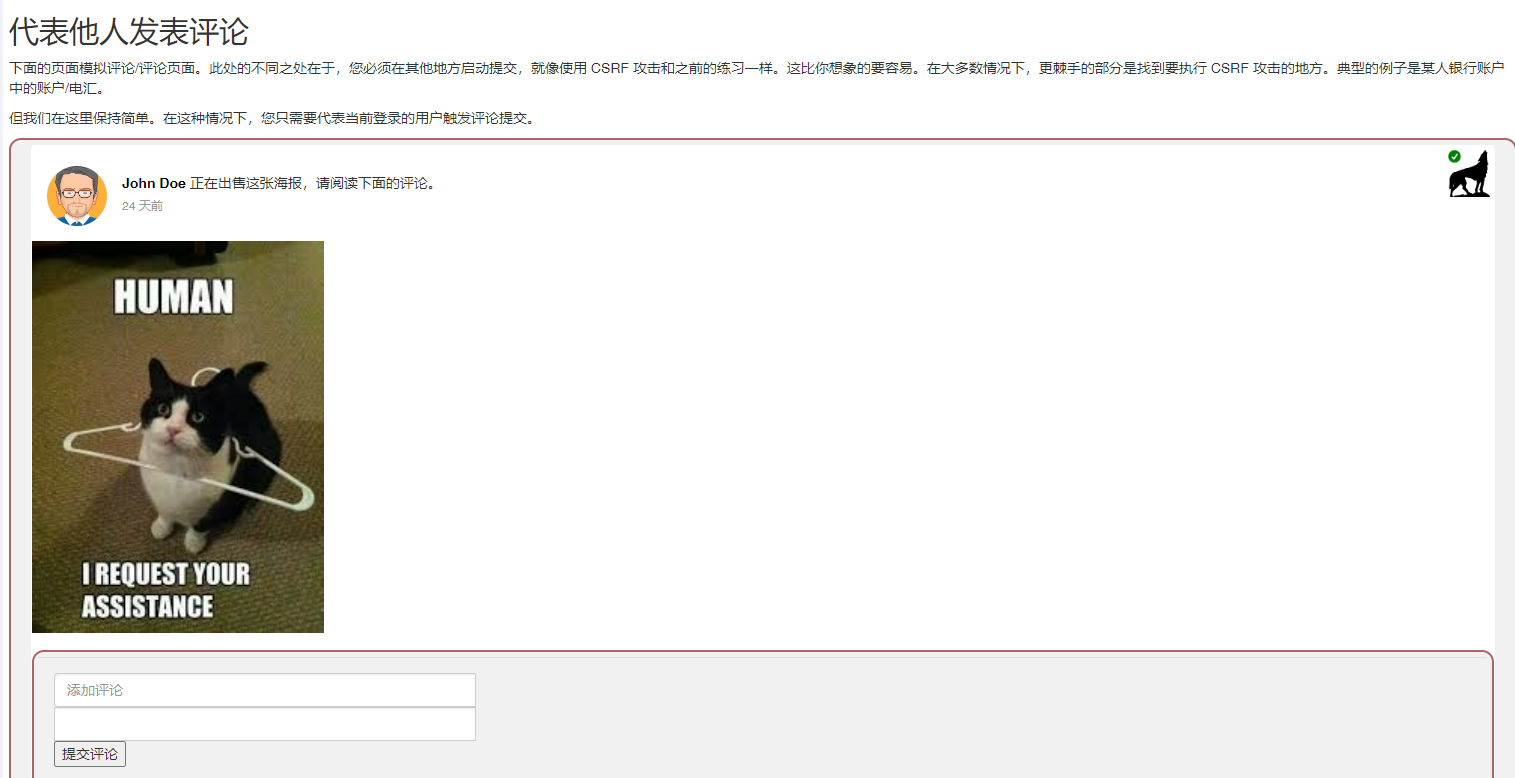 代表他人发表评论
下面的页面模拟评论/评论页面。此处的不同之处在于，您必须在其他地方启动提交，就像使用 CSRF 攻击和之前的练习一样。这比你想象的要容易。在大多数情况下，更棘手的部分是找到要执行 CSRF 攻击的地方。典型的例子是某人银行账户
中的账户/电汇。
但我们在这里保持简单。在这种情况下，您只需要代表当前登录的用户触发评论提交。
John Doe 正在出售这张海报，请阅读下面的评论。
24 天前
HUMAN
I REQUEST YOUR
ASSISTANCE
添加评论
提交评论